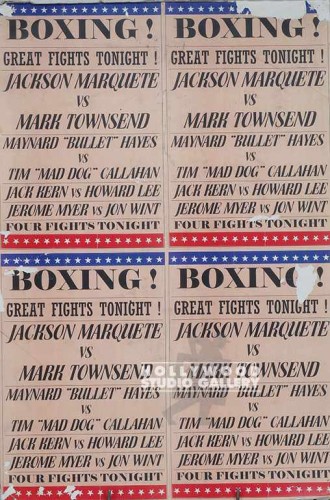 BOXING!
GREAT FIGHTS TONIGHT!
JACKSON MARQUETE
VS
MARK TOWNSEND
MAYNARD "BULLET" HAYES
VS
TIM "MAD DOG" CALLAHAN
JACK KERN VS HOWARD LEE
JEROME MYER VS JON WINT
FOUR FIGHTS TONIGHT
BOXING!
GREAT FIGHTS TONIGHT!
JACKSON MARQUETE
VS
MARK TOWNSEND
MAYNARD "BULLET" HAYES
VS
TIM "MAD DOG" CALLAHAN
JACK KERN VS HOWARD LEE
JEROME MYER VS JON WINT
FOUR FIGHTS TONIGHT
BOXING!
GREAT FIGHTS TONIGHT!
JACKSON MARQUETE
VS
MARK TOWNSEND
MAYNARD "BULLET" HAYES
VS
TIM "MAD DOG" CALLAHAN
JACK KERN VS HOWARD LEE
JEROME MYER VS JON WINT
FOUR FIGHTS TONIGHT
BOXING!
GREAT FIGHTS TONIGHT!
JACKSON MARQUETE
VS
MARK TOWNSEND
MAYNARD "BULLET" HAYES
VS
TIM "MAD DOG" CALLAHAN
JACK KERN VS HOWARD LEE
JEROME MYER VS JON WINT
FOUR FIGHTS TONIGHT
HOLLYWOOD
STUDIO GALLERY